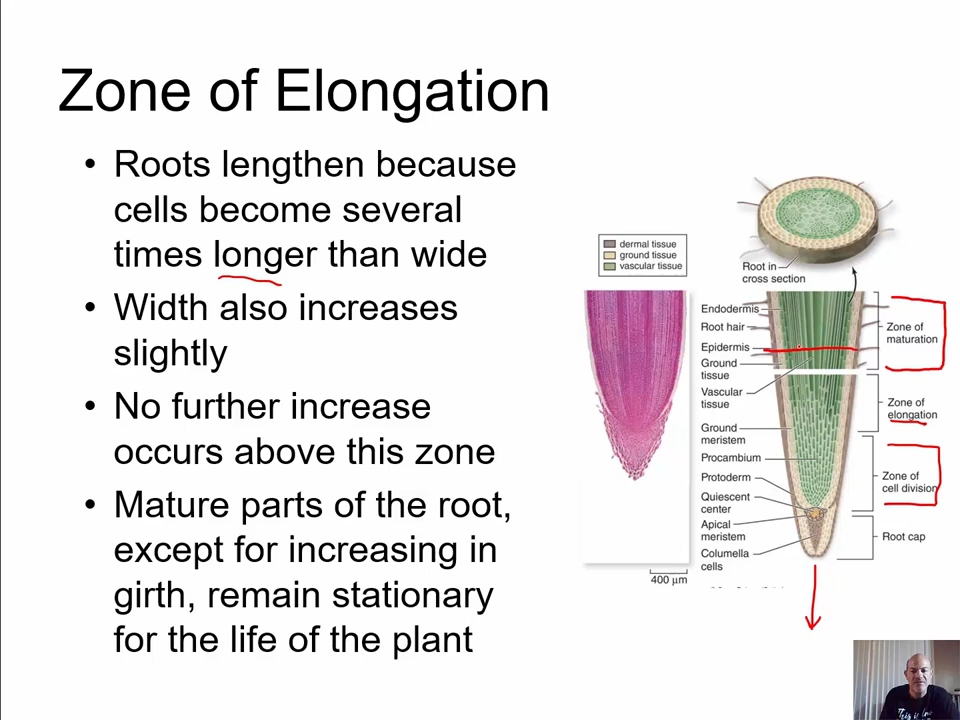 Zone of Elongation
• Roots lengthen because
cells become several
times longer than wide
• Width also increases
slightly
• No further increase
occurs above this zone
• Mature parts of the root,
except for increasing in
girth, remain stationary
for the life of the plant
dermal tissue
ground tissue
vascular tissue
Root in
cross section
Endodermis
Root hair
Epidermis
Ground
tissue
Vascular
tissue
Ground
meristem
Procambium
Protoderm
Quiescent
center
Apical
meristem
Columella
cells
Zone of
maturation
Zone of
elongation
Zone of
cell division
Root cap
400 µm